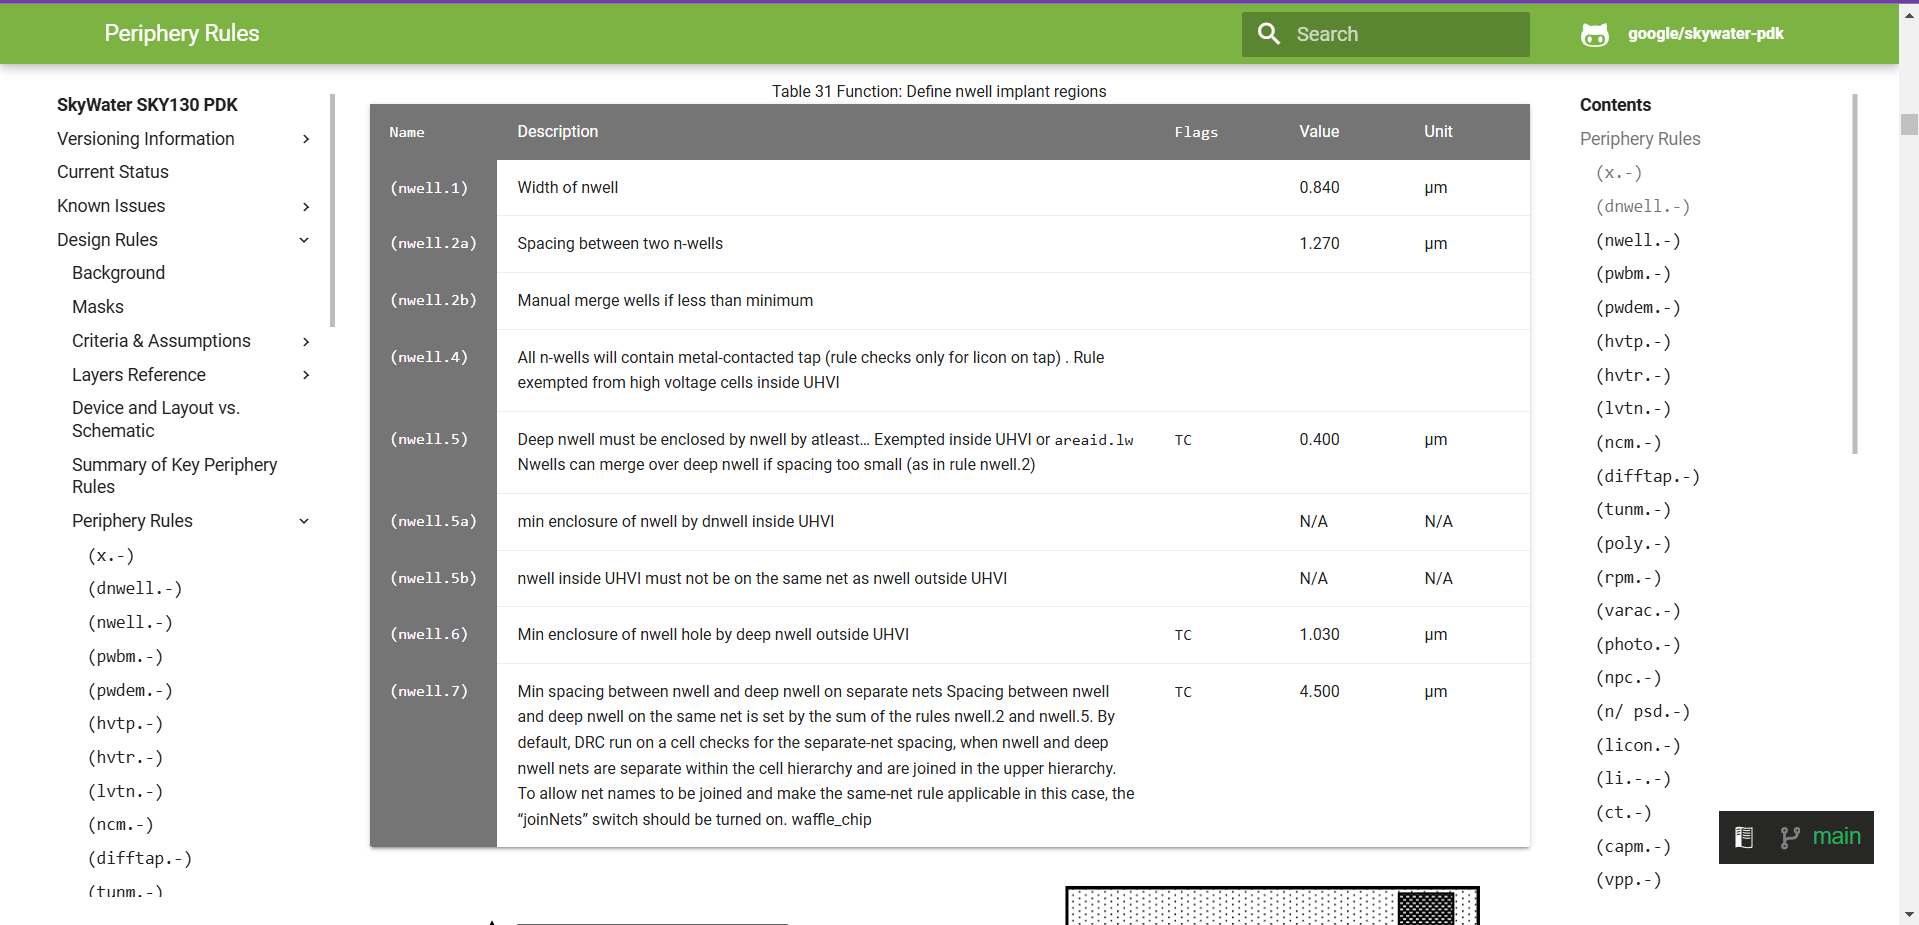 Periphery Rules
Search
google/skywater-pdk
SkyWater SKY130 PDK
Versioning Information
Current Status
Known Issues
Design Rules
Background
Masks
Criteria & Assumptions
Layers Reference
Device and Layout vs.
Schematic
Summary of Key Periphery
Rules
Periphery Rules
(x.-)
(dnwell.-)
(nwell.-)
(pwbm.-)
(pwdem.-)
(hvtp.-)
(hvtr.-)
(lvtn.-)
(ncm.-)
(difftap.-)
(tunm.-)
Table 31 Function: Define nwell implant regions
Name Description Flags Value Unit
(nwell.1) Width of nwell 0.840 µm
(nwell.2a) Spacing between two n-wells 1.270 µm
(nwell.2b) Manual merge wells if less than minimum
(nwell.4) All n-wells will contain metal-contacted tap (rule checks only for licon on tap) . Rule
exempted from high voltage cells inside UHVI
(nwell.5) Deep nwell must be enclosed by nwell by atleast… Exempted inside UHVI or areaid.lw TC 0.400 µm
Nwells can merge over deep nwell if spacing too small (as in rule nwell.2)
(nwell.5a) min enclosure of nwell by dnwell inside UHVI N/A N/A
(nwell.5b) nwell inside UHVI must not be on the same net as nwell outside UHVI N/A N/A
(nwell.6) Min enclosure of nwell hole by deep nwell outside UHVI TC 1.030 µm
(nwell.7) Min spacing between nwell and deep nwell on separate nets Spacing between nwell TC 4.500 µm
and deep nwell on the same net is set by the sum of the rules nwell.2 and nwell.5. By
default, DRC run on a cell checks for the separate-net spacing, when nwell and deep
nwell nets are separate within the cell hierarchy and are joined in the upper hierarchy.
To allow net names to be joined and make the same-net rule applicable in this case, the
“joinNets” switch should be turned on. waffle_chip
Contents
Periphery Rules
(x.-)
(dnwell.-)
(nwell.-)
(pwbm.-)
(pwdem.-)
(hvtp.-)
(hvtr.-)
(lvtn.-)
(ncm.-)
(difftap.-)
(tunm.-)
(poly.-)
(rpm.-)
(varac.-)
(photo.-)
(npc.-)
(n/ psd.-)
(licon.-)
(li.-.-)
(ct.-)
(capm.-)
(vpp.-)
main